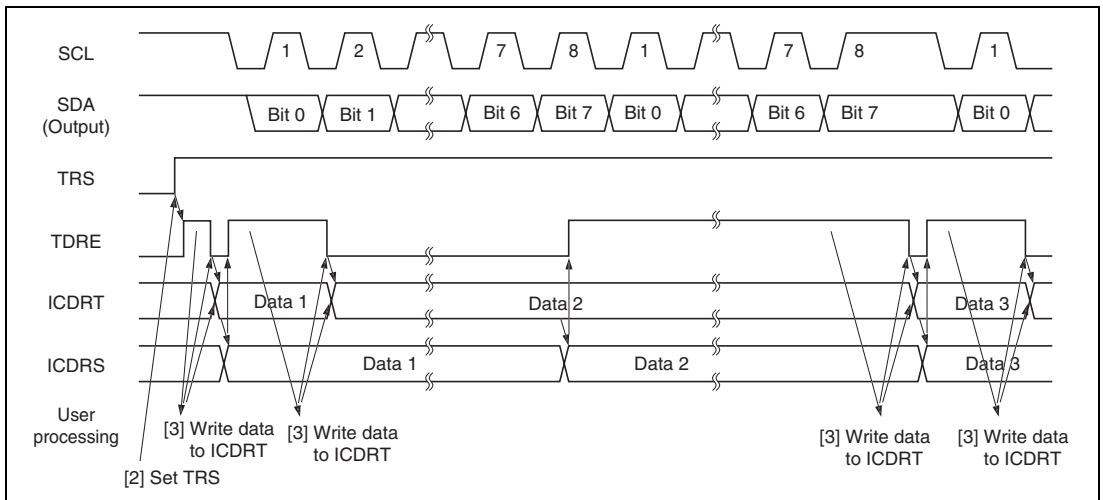 SCL 1 2 7 8 1 7 8 1
SDA
(Output) Bit 0 Bit 1 Bit 6 Bit 7 Bit 0 Bit 6 Bit 7 Bit 0
TRS
TDRE
ICDRT Data 1 Data 2 Data 3
ICDRS Data 1 Data 2 Data 3
User
processing
[3] Write data
to ICDRT
[3] Write data
to ICDRT
[3] Write data
to ICDRT
[3] Write data
to ICDRT
[2] Set TRS